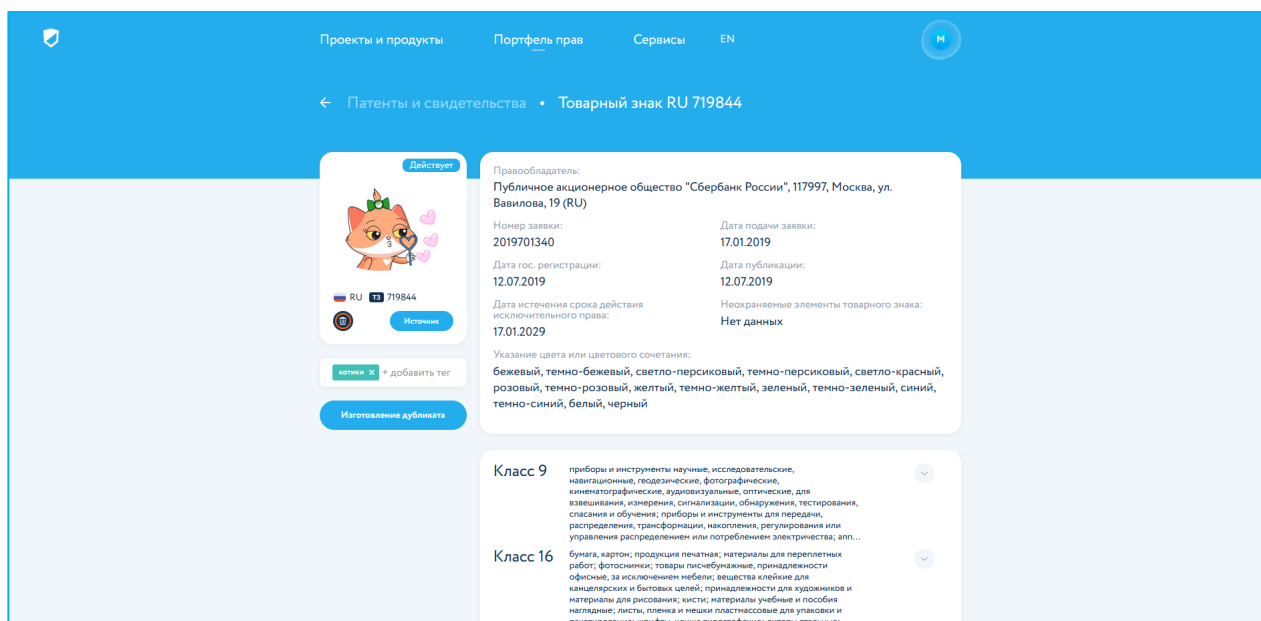 Проекты и продукты
Портфель прав
Сервисы
EN
М
← Патенты и свидетельства • Товарный знак RU 719844
Действует
RU ТЗ 719844
Источник
котики x + добавить тег
Изготовление дубликата
Правообладатель:
Публичное акционерное общество "Сбербанк России", 117997, Москва, ул.
Вавилова, 19 (RU)
Номер заявки:
2019701340
Дата подачи заявки:
17.01.2019
Дата гос. регистрации:
12.07.2019
Дата публикации:
12.07.2019
Дата истечения срока действия
исключительного права:
17.01.2029
Неохраняемые элементы товарного знака:
Нет данных
Указание цвета или цветового сочетания:
бежевый, темно-бежевый, светло-персиковый, темно-персиковый, светло-красный,
розовый, темно-розовый, желтый, темно-желтый, зеленый, темно-зеленый, синий,
темно-синий, белый, черный
Класс 9
приборы и инструменты научные, исследовательские,
навигационные, геодезические, фотографические,
кинематографические, аудиовизуальные, оптические, для
взвешивания, измерения, сигнализации, обнаружения, тестирования,
спасания и обучения; приборы и инструменты для передачи,
распределения, трансформации, накопления, регулирования или
управления распределением или потреблением электричества; апп...
Класс 16
бумага, картон; продукция печатная; материалы для переплетных
работ; фотоснимки; товары писчебумажные, принадлежности
офисные, за исключением мебели; вещества клейкие для
канцелярских и бытовых целей; принадлежности для художников и
материалы для рисования; кисти; материалы учебные и пособия
наглядные; листы, пленка и мешки пластмассовые для упаковки и